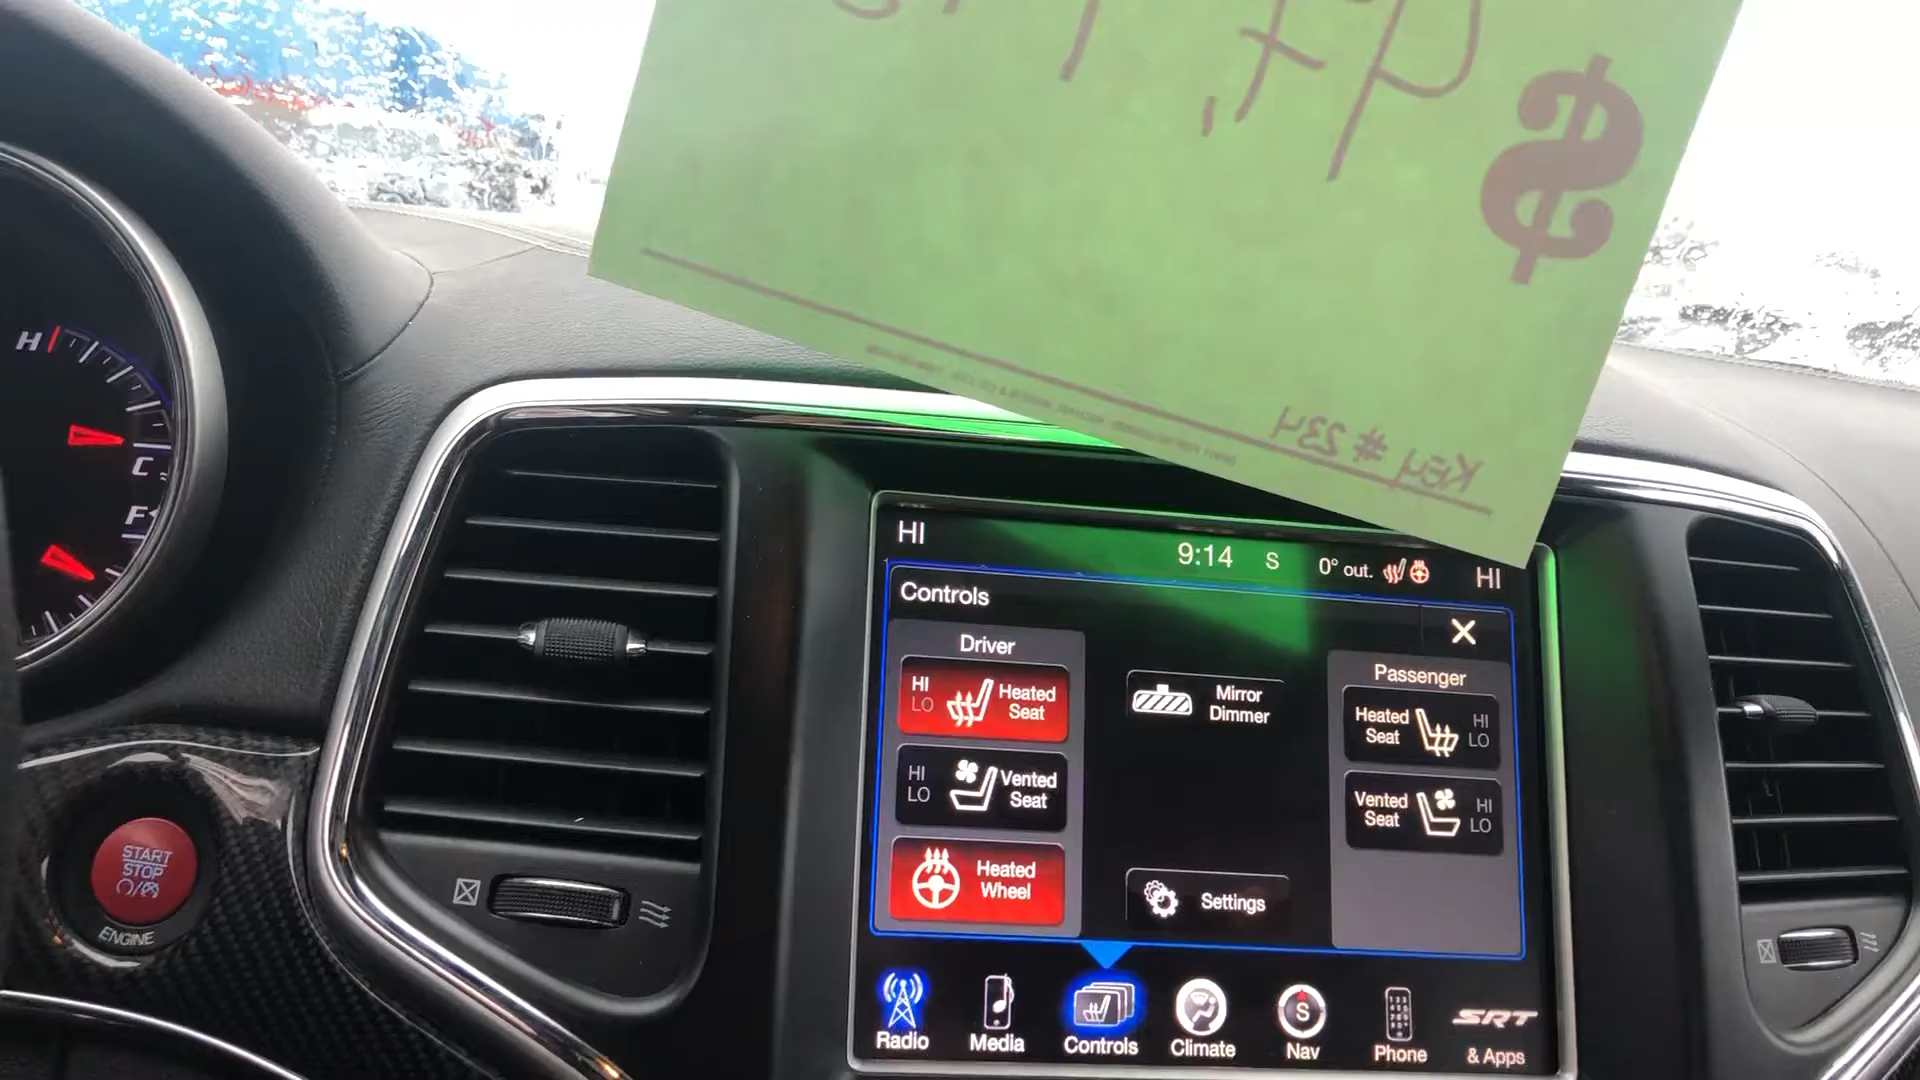 $
Key # 234
H
C
F
HI
9:14
S
0° out.
HI
Controls
X
Driver
HI
LO
Heated
Seat
HI
LO
Vented
Seat
Heated
Wheel
Mirror
Dimmer
Settings
Passenger
Heated
Seat
HI
LO
Vented
Seat
HI
LO
START
STOP
ENGINE
Radio
Media
Controls
Climate
S
Nav
Phone
SRT
& Apps